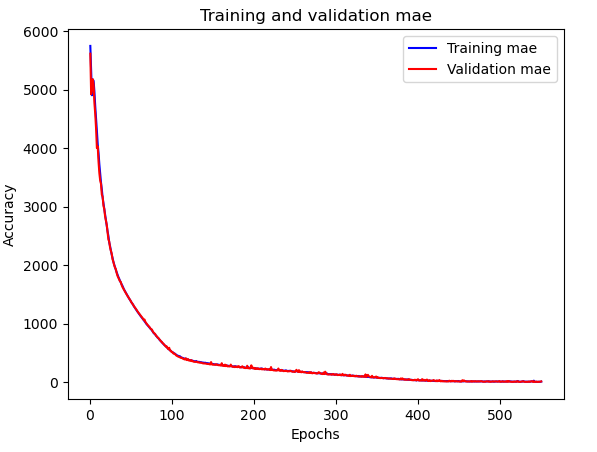 Training and validation mae
Training mae
Validation mae
Accuracy
6000
5000
4000
3000
2000
1000
0
0 100 200 300 400 500
Epochs